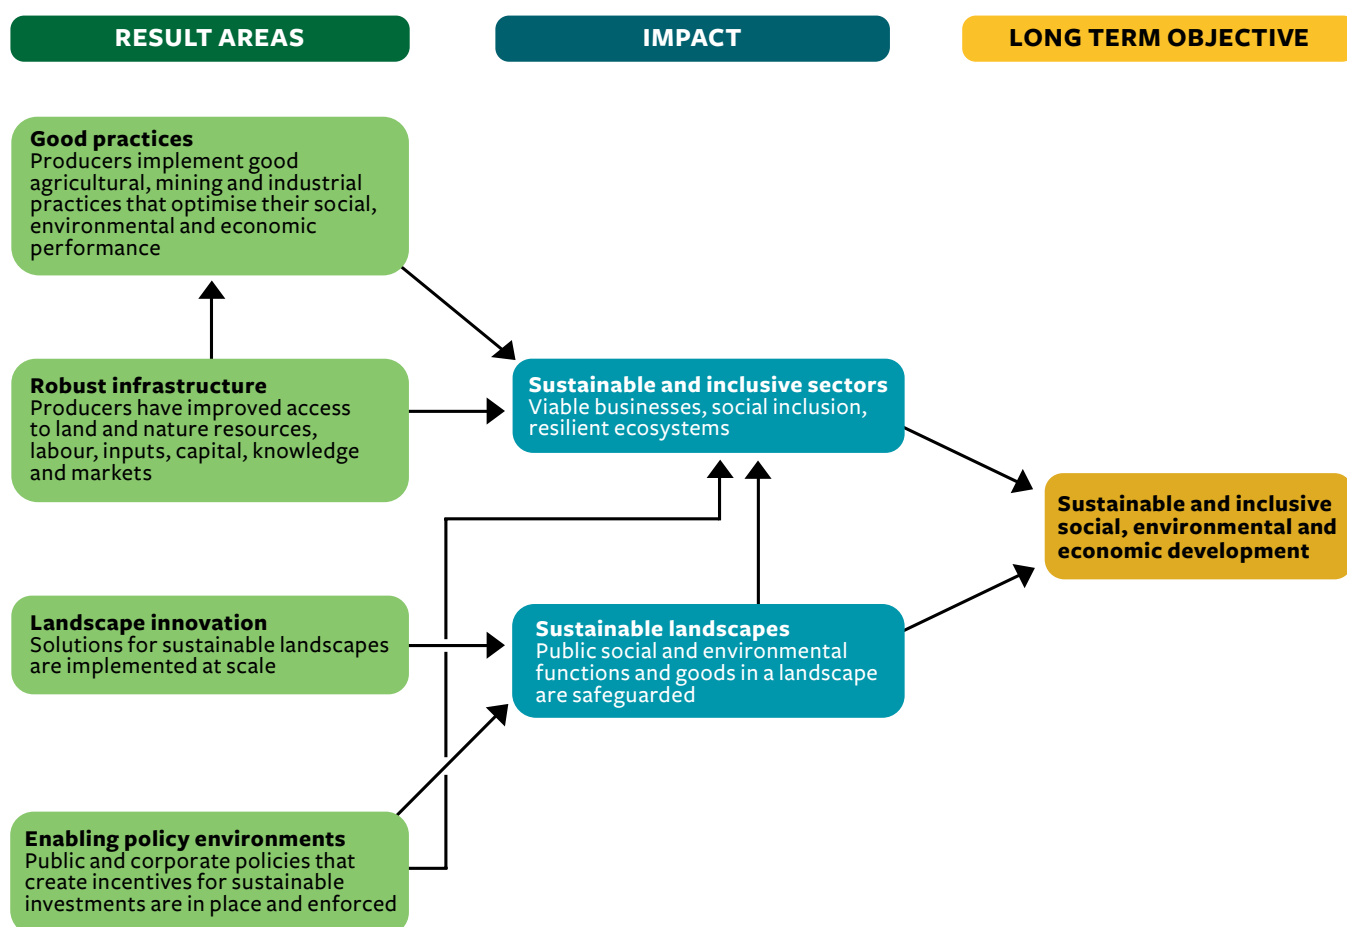 RESULT AREAS
IMPACT
LONG TERM OBJECTIVE
Good practices
Producers implement good
agricultural, mining and industrial
practices that optimise their social,
environmental and economic
performance
Robust infrastructure
Producers have improved access
to land and nature resources,
labour, inputs, capital, knowledge
and markets
Landscape innovation
Solutions for sustainable landscapes
are implemented at scale
Enabling policy environments
Public and corporate policies that
create incentives for sustainable
investments are in place and enforced
Sustainable and inclusive sectors
Viable businesses, social inclusion,
resilient ecosystems
Sustainable landscapes
Public social and environmental
functions and goods in a landscape
are safeguarded
Sustainable and inclusive
social, environmental and
economic development